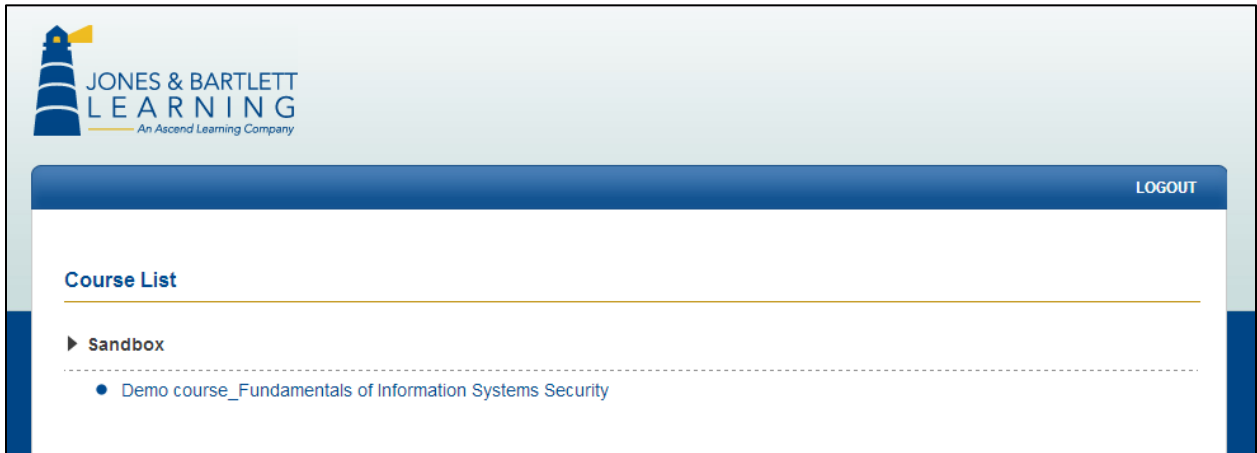 JONES & BARTLETT
LEARNING
An Ascend Learning Company
LOGOUT
Course List
Sandbox
Demo course_Fundamentals of Information Systems Security